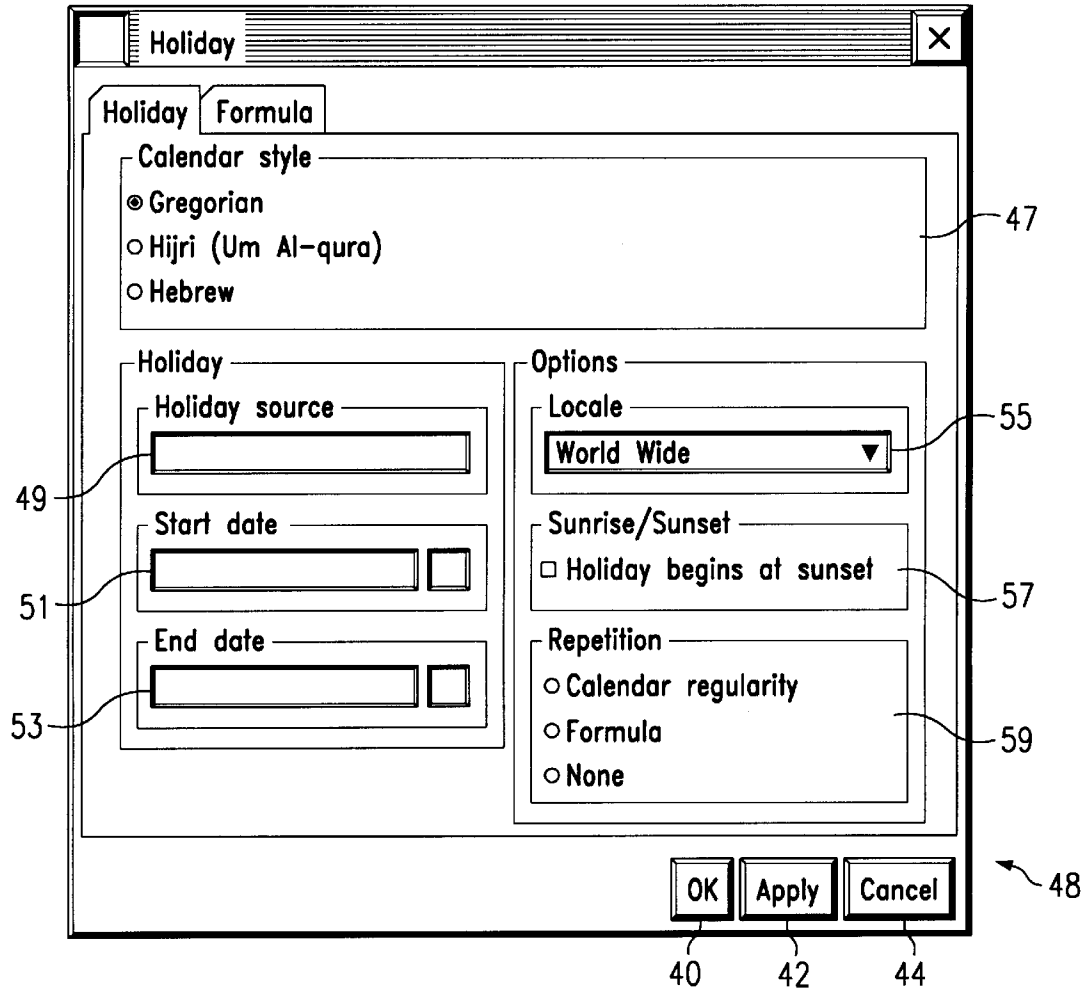 Holiday
Holiday Formula
Calendar style
Gregorian
Hijri (Um Al-qura)
Hebrew
47
Holiday
Holiday source
49
Start date
51
End date
53
Options
Locale
World Wide
55
Sunrise/Sunset
Holiday begins at sunset
57
Repetition
Calendar regularity
Formula
None
59
OK Apply Cancel
48
40 42 44